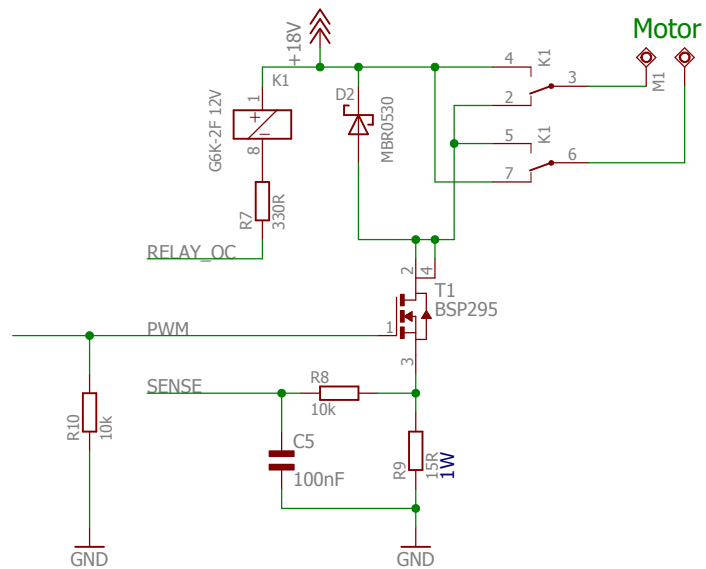 Motor
+18V
K1
4
3
2
M1
K1
5
6
7
D2
MBR0530
K1
G6K-2F 12V
1
+
−
8
R7
330R
RELAY_OC
2
4
T1
BSP295
1
3
PWM
SENSE
R8
10k
R10
10k
C5
100nF
R9
15R
1W
GND
GND